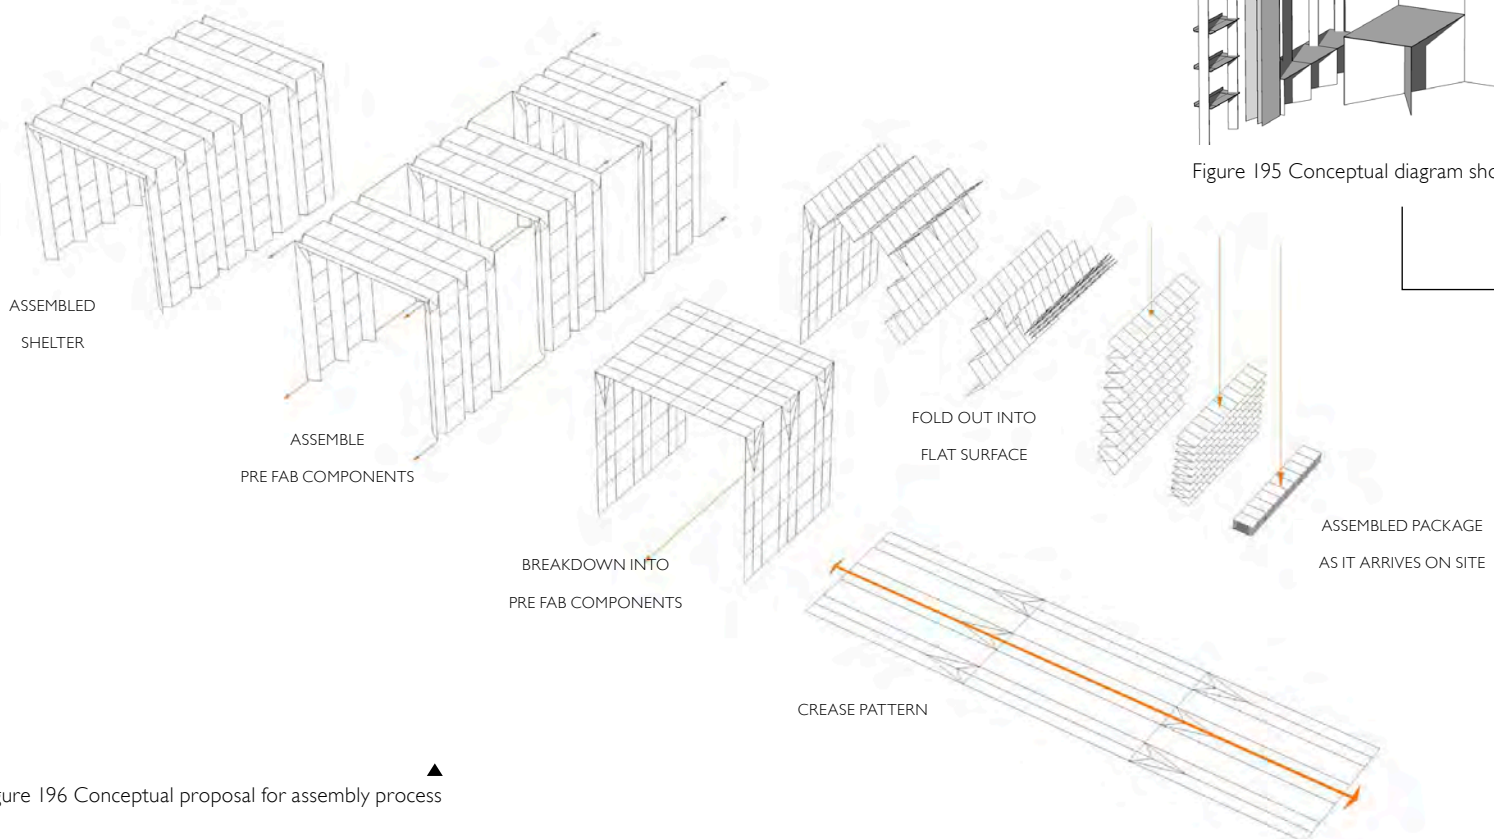 Figure 195 Conceptual diagram sho
ASSEMBLED
SHELTER
ASSEMBLE
PRE FAB COMPONENTS
FOLD OUT INTO
FLAT SURFACE
BREAKDOWN INTO
PRE FAB COMPONENTS
ASSEMBLED PACKAGE
AS IT ARRIVES ON SITE
CREASE PATTERN
gure 196 Conceptual proposal for assembly process